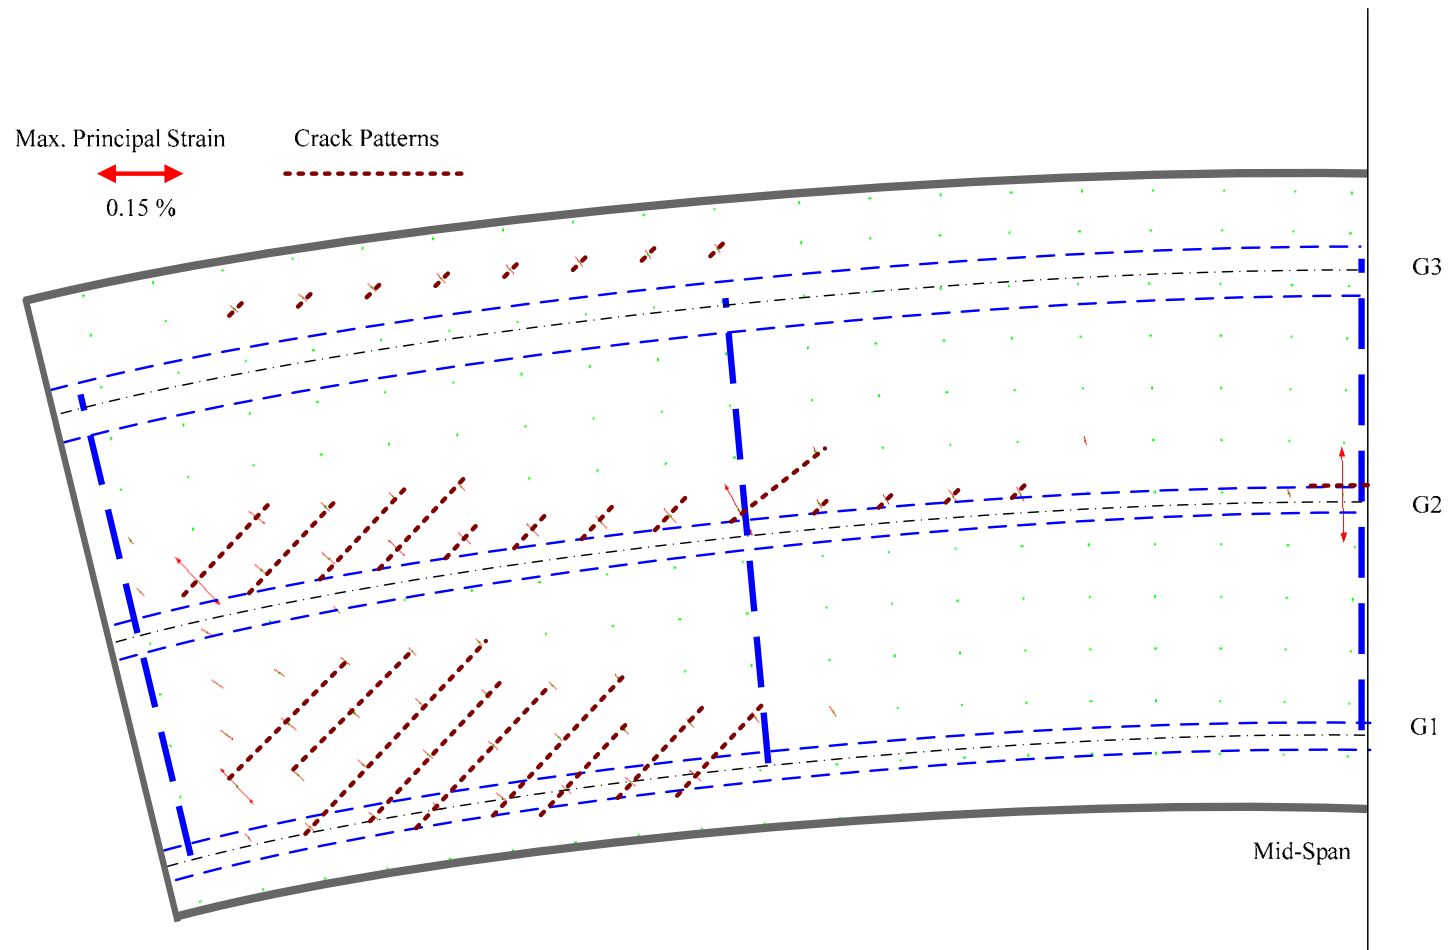 Max. Principal Strain
Crack Patterns
0.15 %
G3
G2
G1
Mid-Span